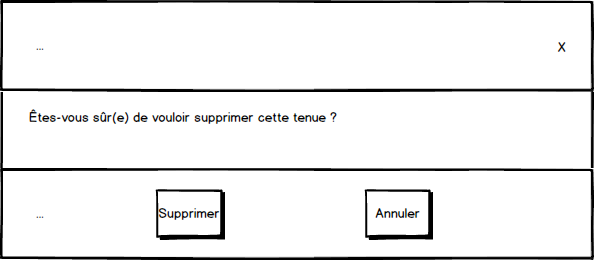 ...
X
Êtes-vous sûr(e) de vouloir supprimer cette tenue ?
...
Supprimer
Annuler